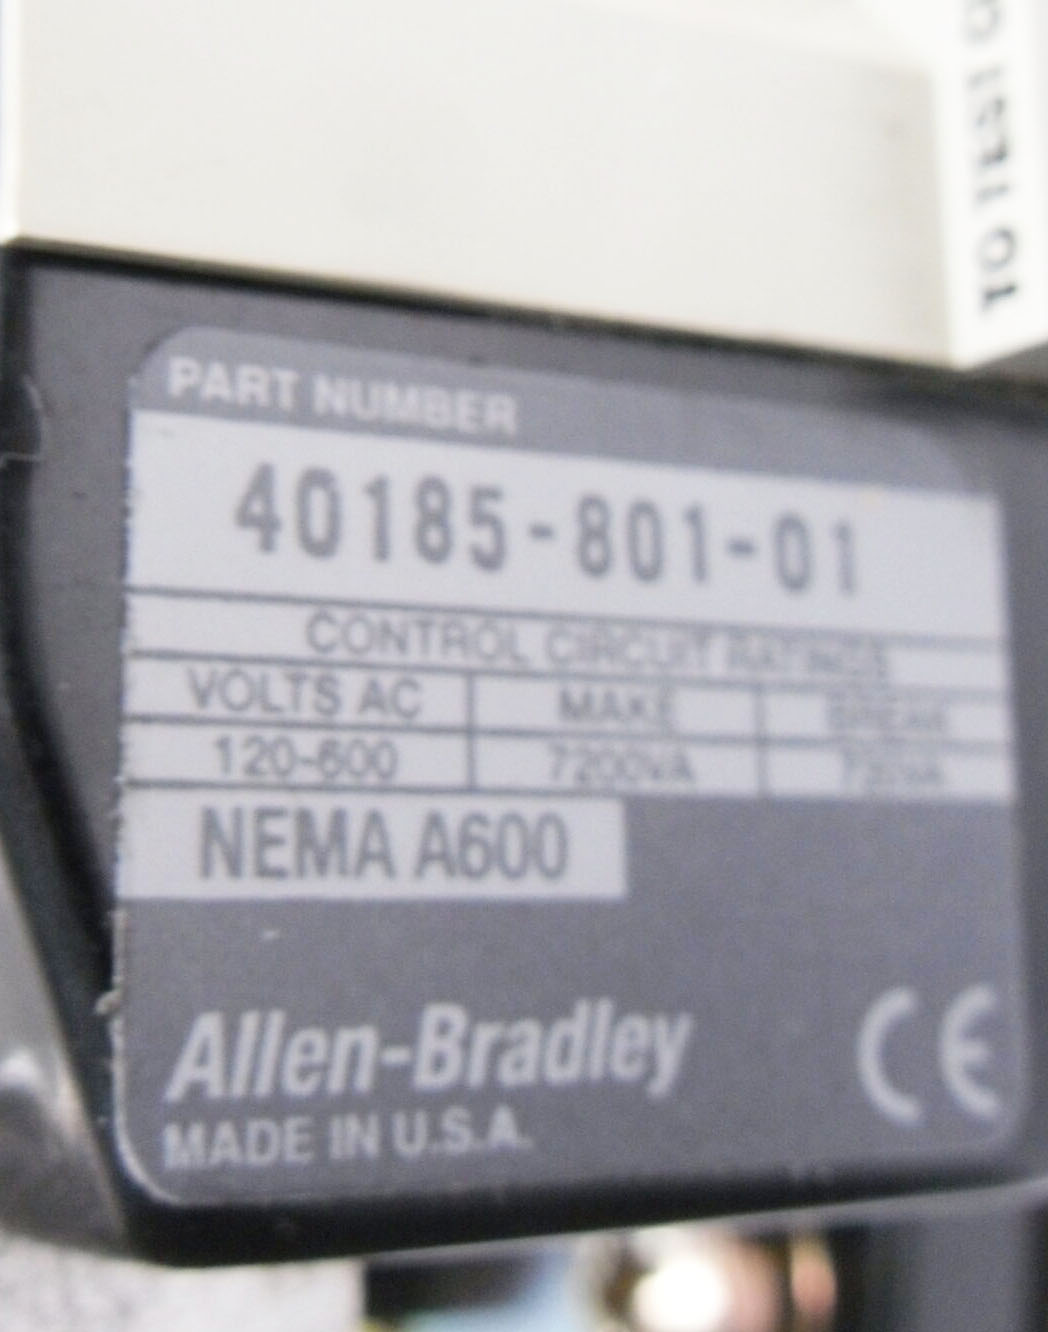 PART NUMBER
40185-801-01
CONTROL CIRCUIT RATINGS
VOLTS AC MAKE BREAK
120-600 7200VA 720VA
NEMA A600
Allen-Bradley CE
MADE IN U.S.A.